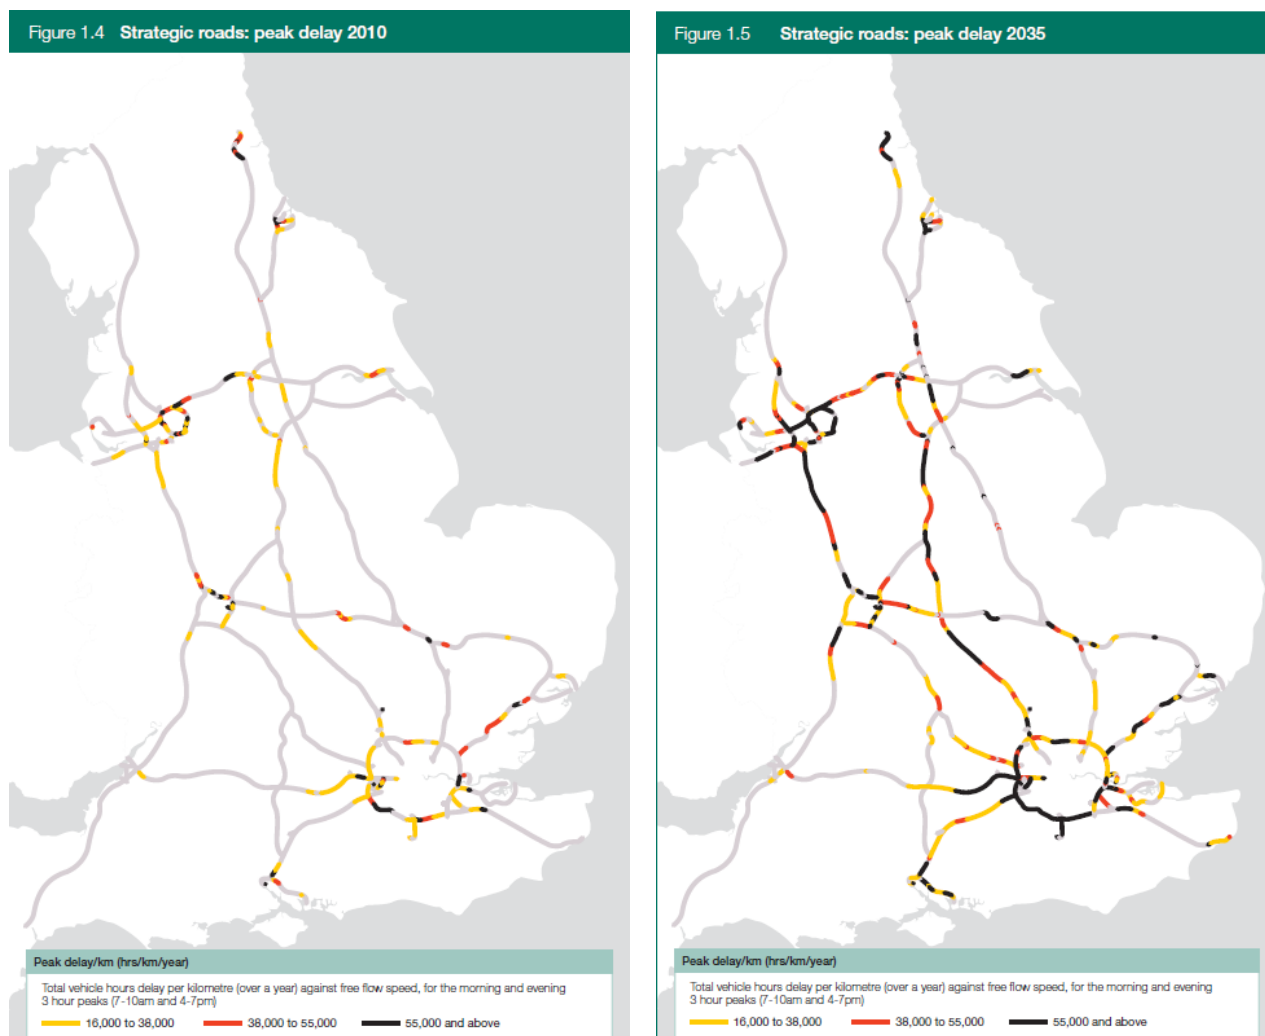 Figure 1.4 Strategic roads: peak delay 2010
Peak delay/km (hrs/km/year)
Total vehicle hours delay per kilometre (over a year) against free flow speed, for the morning and evening
3 hour peaks (7-10am and 4-7pm)
16,000 to 38,000 38,000 to 55,000 55,000 and above
Figure 1.5 Strategic roads: peak delay 2035
Peak delay/km (hrs/km/year)
Total vehicle hours delay per kilometre (over a year) against free flow speed, for the morning and evening
3 hour peaks (7-10am and 4-7pm)
16,000 to 38,000 38,000 to 55,000 55,000 and above